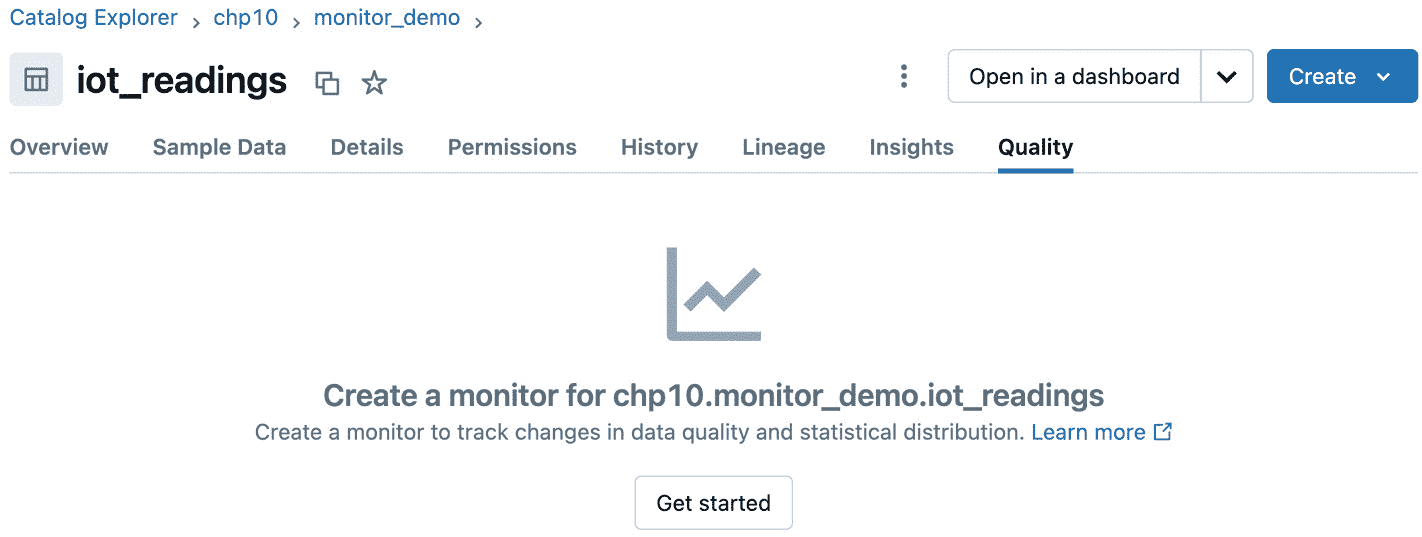 Catalog Explorer > chp10 > monitor_demo >
iot_readings
Open in a dashboard
Create
Overview Sample Data Details Permissions History Lineage Insights Quality
Create a monitor for chp10.monitor_demo.iot_readings
Create a monitor to track changes in data quality and statistical distribution. Learn more
Get started